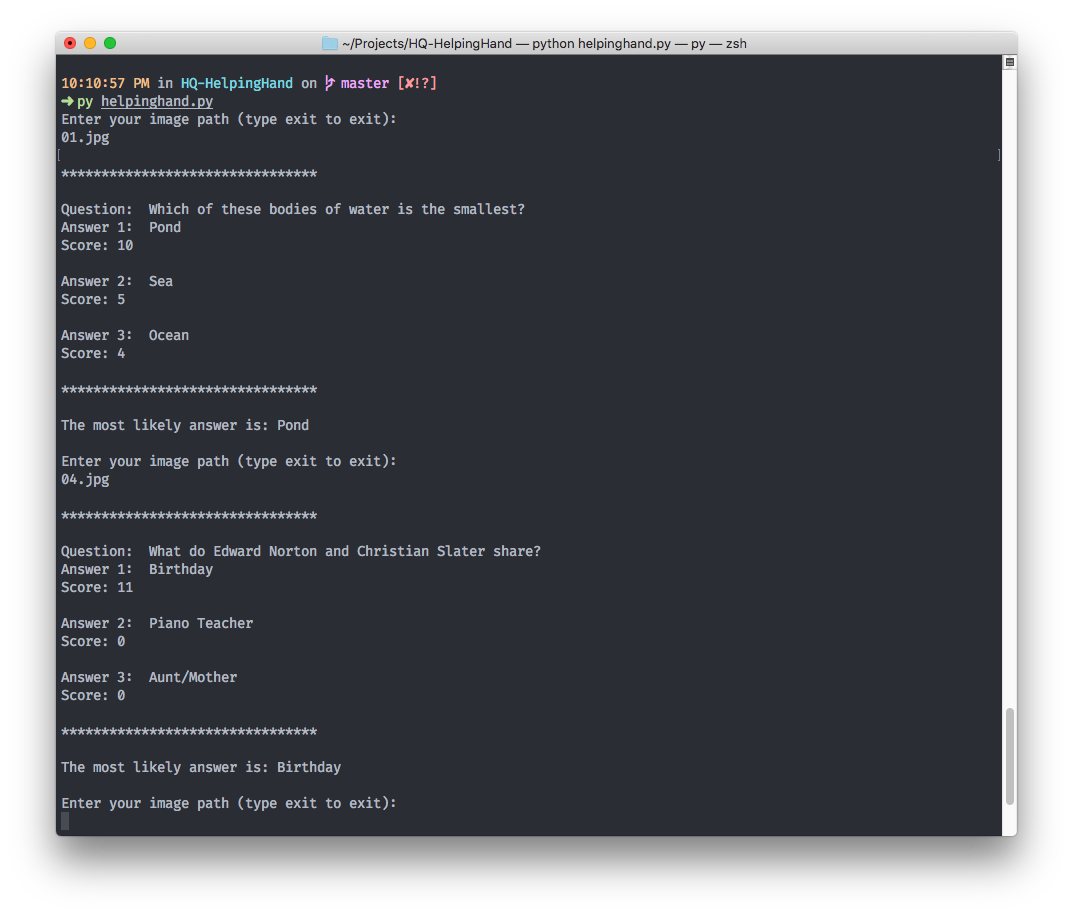 ~/Projects/HQ-HelpingHand — python helpinghand.py — py — zsh
10:10:57 PM in HQ-HelpingHand on master [✘!?]
➜ py helpinghand.py
Enter your image path (type exit to exit):
01.jpg
[ ]
********************************
Question:  Which of these bodies of water is the smallest?
Answer 1:  Pond
Score: 10
Answer 2:  Sea
Score: 5
Answer 3:  Ocean
Score: 4
********************************
The most likely answer is: Pond
Enter your image path (type exit to exit):
04.jpg
********************************
Question:  What do Edward Norton and Christian Slater share?
Answer 1:  Birthday
Score: 11
Answer 2:  Piano Teacher
Score: 0
Answer 3:  Aunt/Mother
Score: 0
********************************
The most likely answer is: Birthday
Enter your image path (type exit to exit):